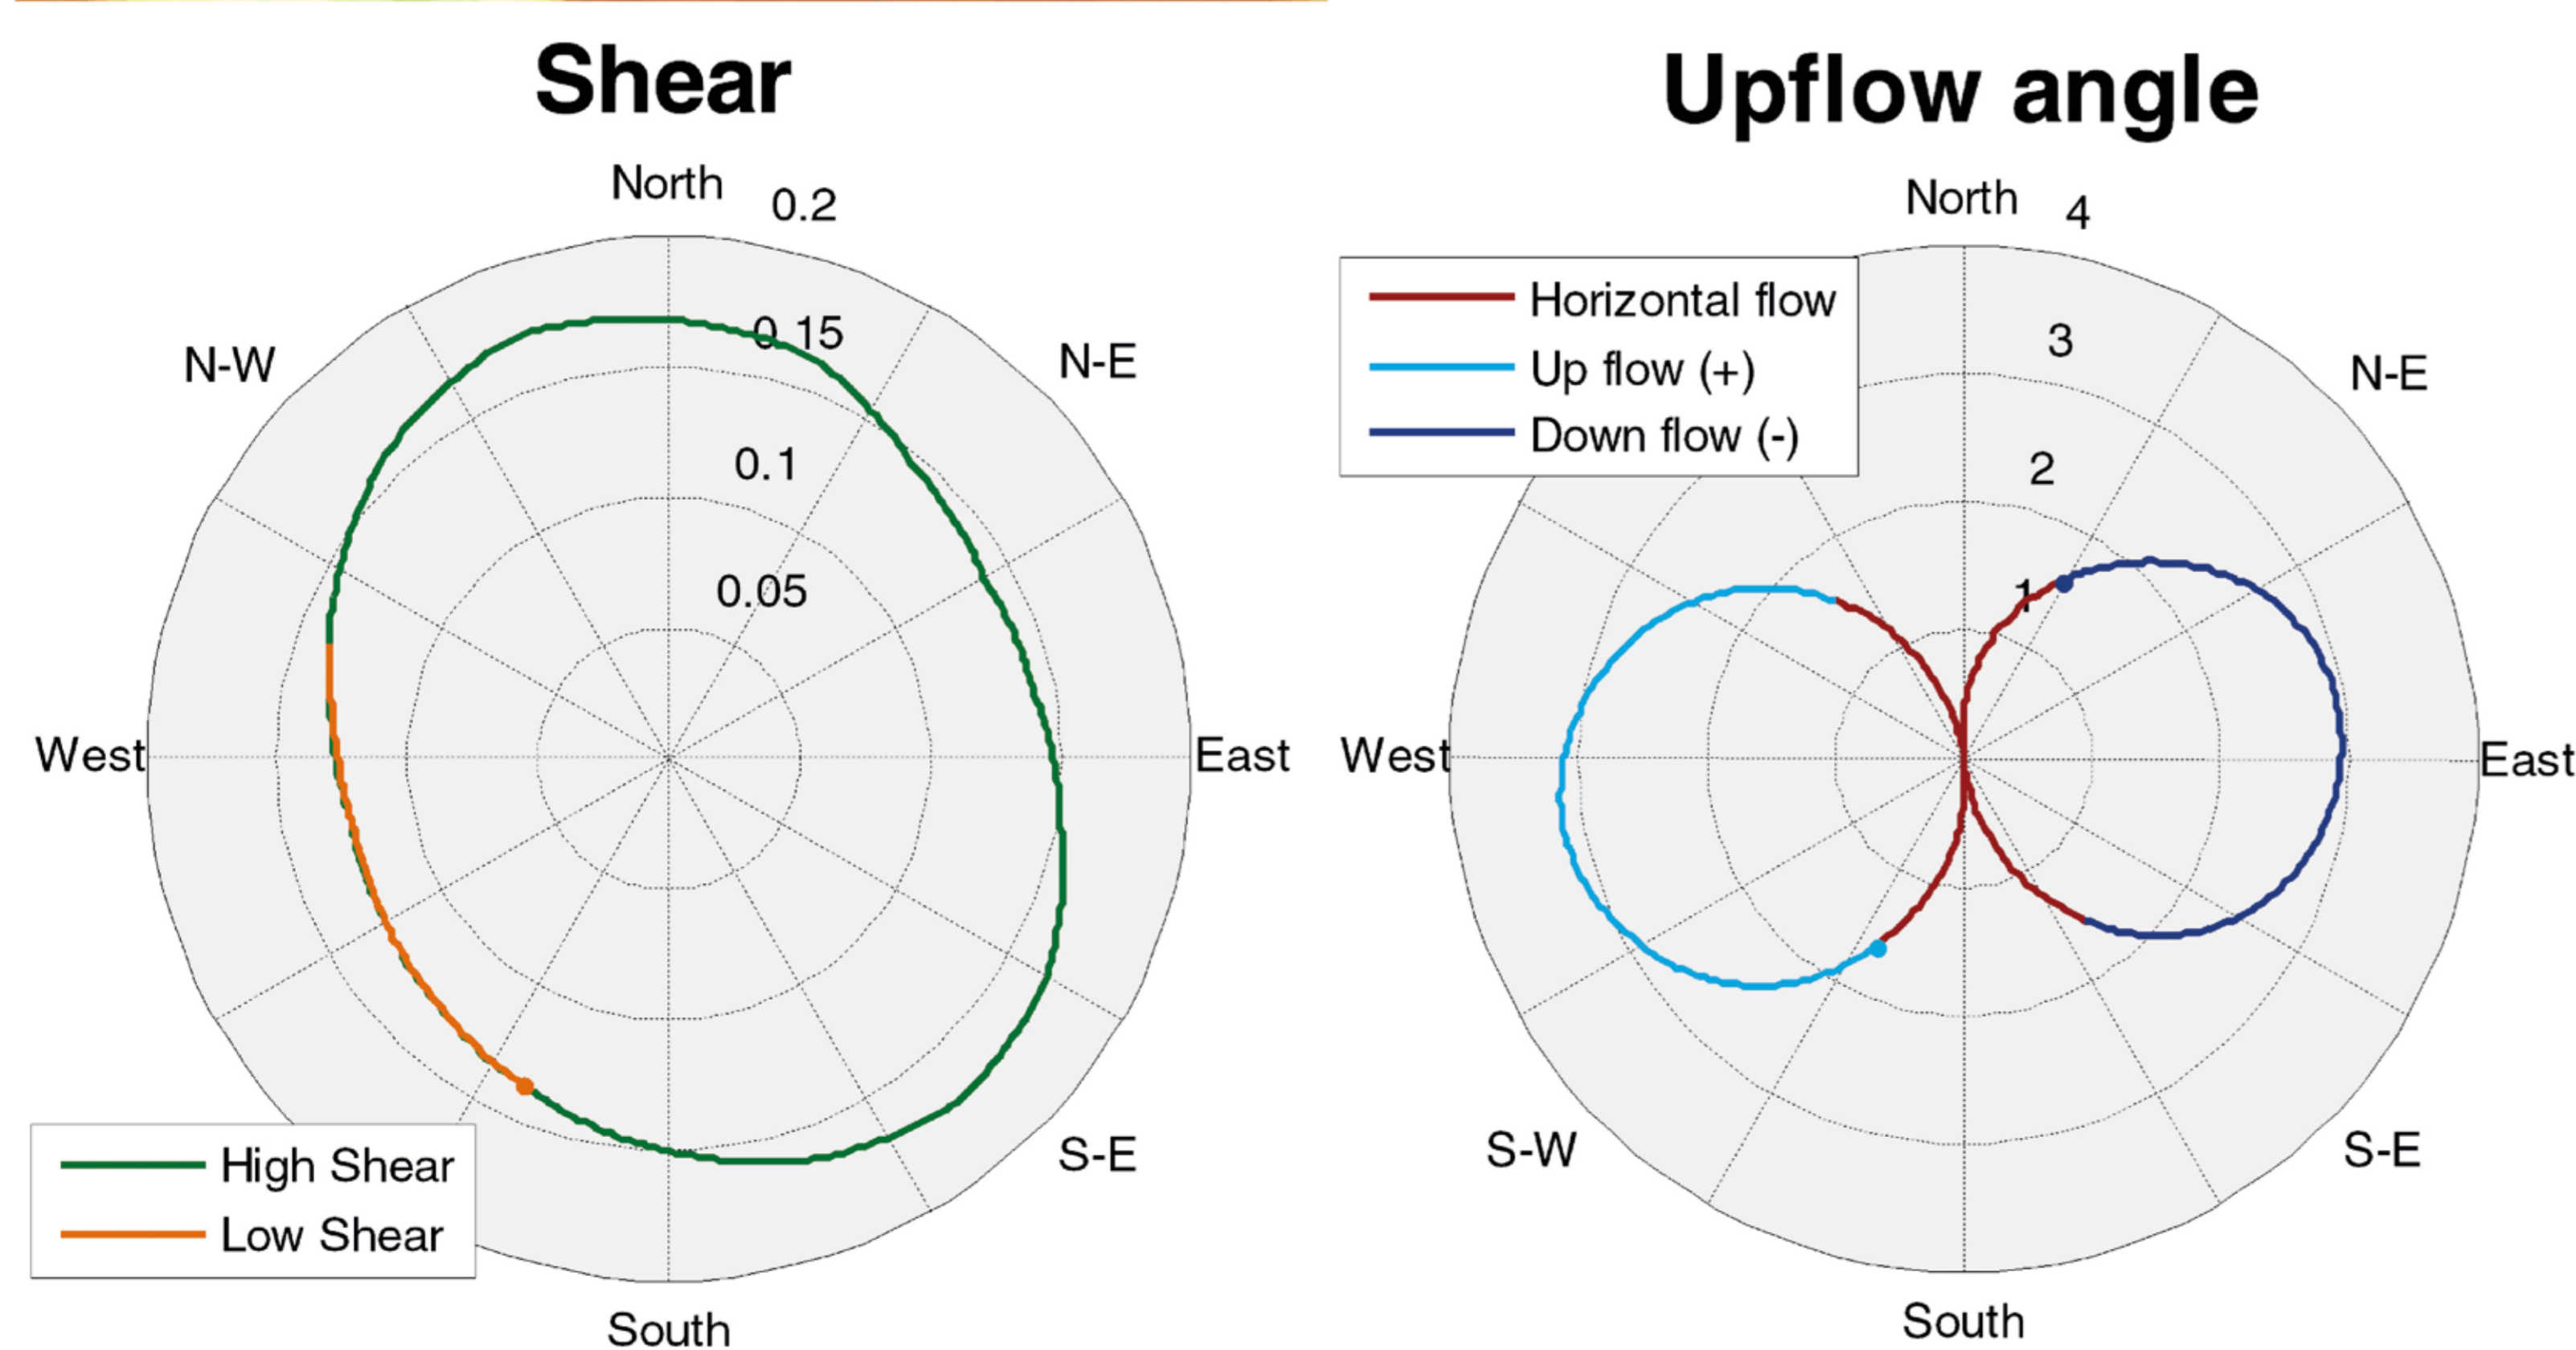 Shear
North
0.2
N-W
0.15
N-E
0.1
0.05
West
East
S-E
High Shear
Low Shear
South
Upflow angle
North
4
Horizontal flow
Up flow (+)
Down flow (-)
3
N-E
2
1
West
East
S-W
S-E
South